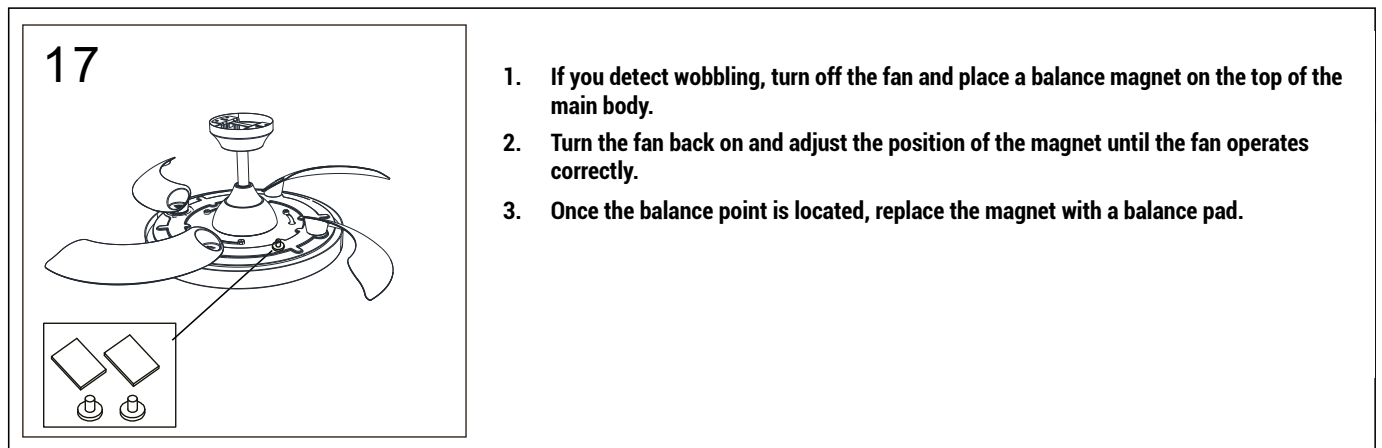 17
1. If you detect wobbling, turn off the fan and place a balance magnet on the top of the
main body.
2. Turn the fan back on and adjust the position of the magnet until the fan operates
correctly.
3. Once the balance point is located, replace the magnet with a balance pad.